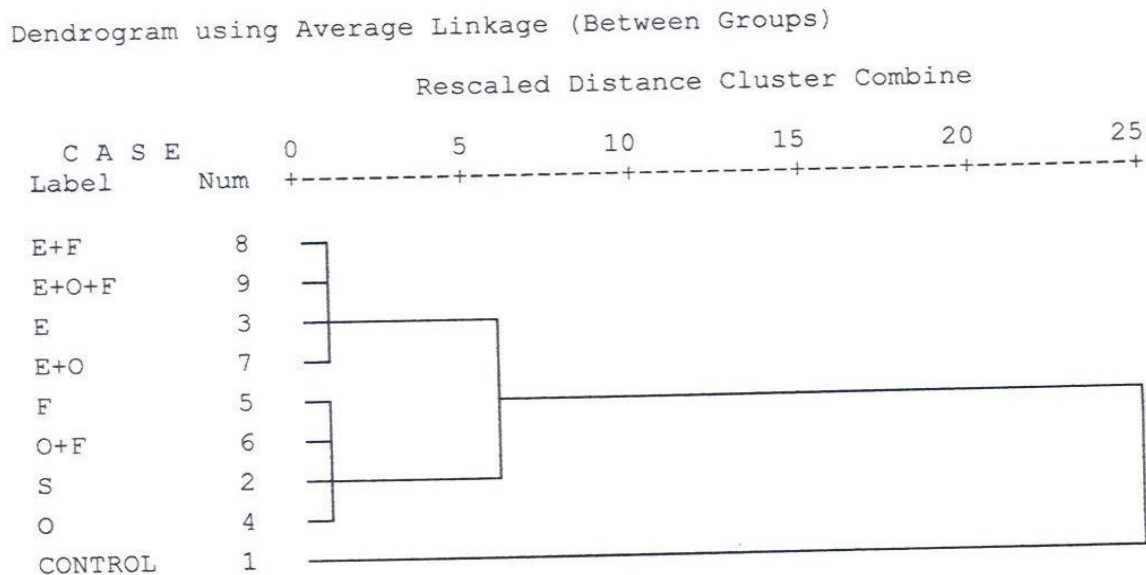 Dendrogram using Average Linkage (Between Groups)
Rescaled Distance Cluster Combine
C A S E 0 5 10 15 20 25
Label Num +---------+---------+---------+---------+---------+
E+F 8
E+O+F 9
E 3
E+O 7
F 5
O+F 6
S 2
O 4
CONTROL 1